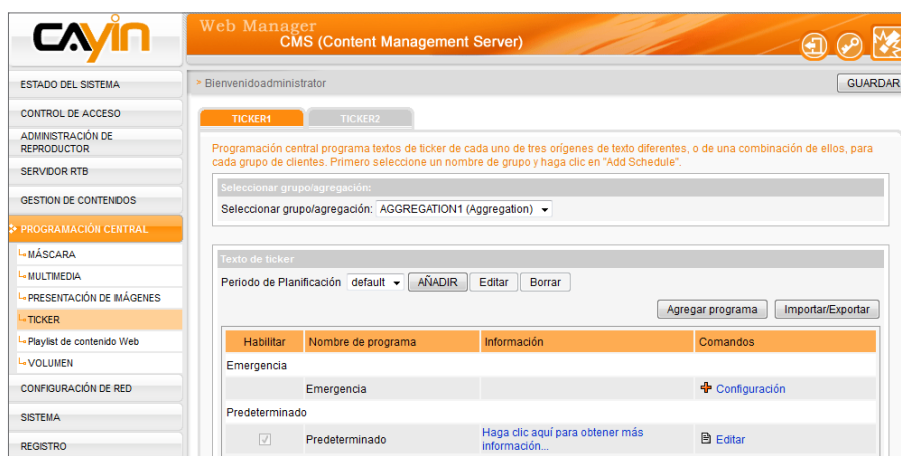 CAYIN
Web Manager
CMS (Content Management Server)
ESTADO DEL SISTEMA
> Bienvenidoadministrator
GUARDAR
CONTROL DE ACCESO
TICKER1
TICKER2
ADMINISTRACIÓN DE
REPRODUCTOR
Programación central programa textos de ticker de cada uno de tres orígenes de texto diferentes, o de una combinación de ellos, para
cada grupo de clientes. Primero seleccione un nombre de grupo y haga clic en "Add Schedule".
SERVIDOR RTB
Seleccionar grupo/agregación:
GESTION DE CONTENIDOS
Seleccionar grupo/agregación: AGGREGATION1 (Aggregation)
PROGRAMACIÓN CENTRAL
MÁSCARA
Texto de ticker
MULTIMEDIA
Periodo de Planificación default AÑADIR Editar Borrar
PRESENTACIÓN DE IMÁGENES
Agregar programa Importar/Exportar
TICKER
Playlist de contenido Web
Habilitar Nombre de programa Información Comandos
VOLUMEN
Emergencia
CONFIGURACIÓN DE RED
Emergencia Configuración
SISTEMA
Predeterminado
Predeterminado Haga clic aquí para obtener más
información... Editar
REGISTRO